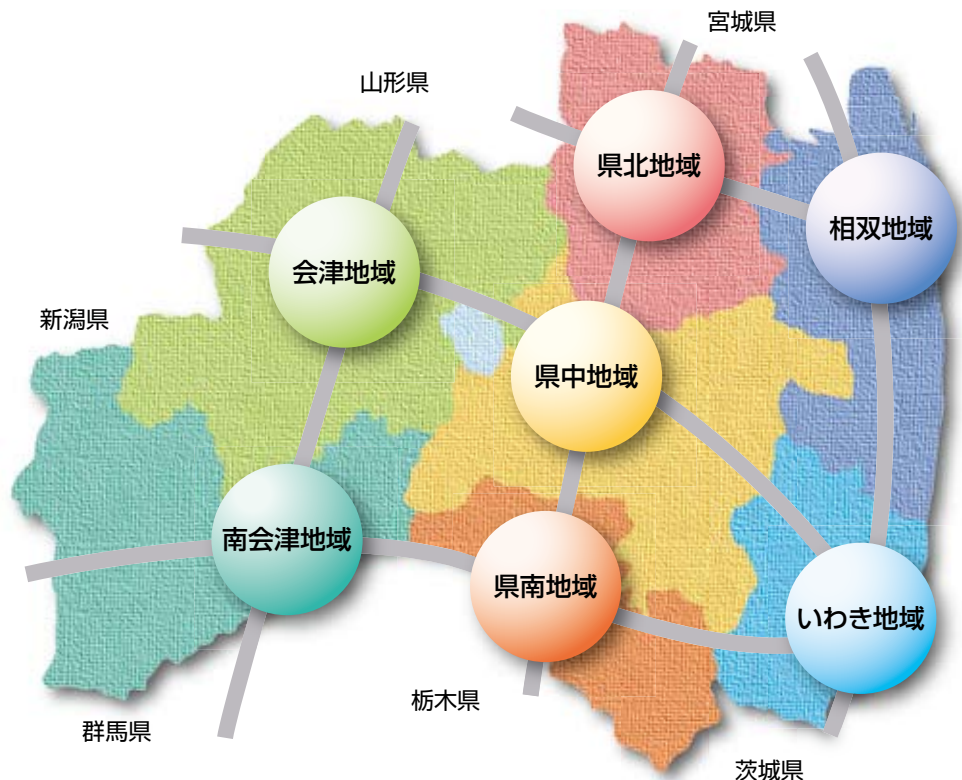 宮城県
山形県
県北地域
相双地域
会津地域
新潟県
県中地域
南会津地域
県南地域
いわき地域
栃木県
群馬県
茨城県